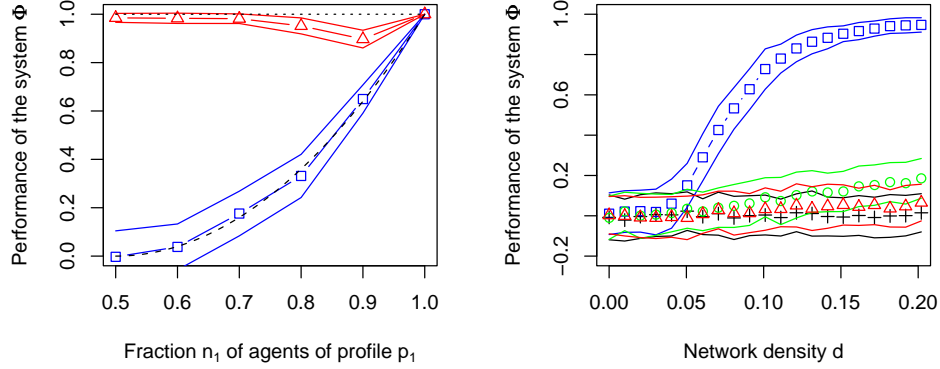 Performance of the system Φ
1.0
0.8
0.6
0.4
0.2
0.0
0.5 0.6 0.7 0.8 0.9 1.0
Fraction n₁ of agents of profile p₁
Performance of the system Φ
1.0
0.6
0.2
−0.2
0.00 0.05 0.10 0.15 0.20
Network density d